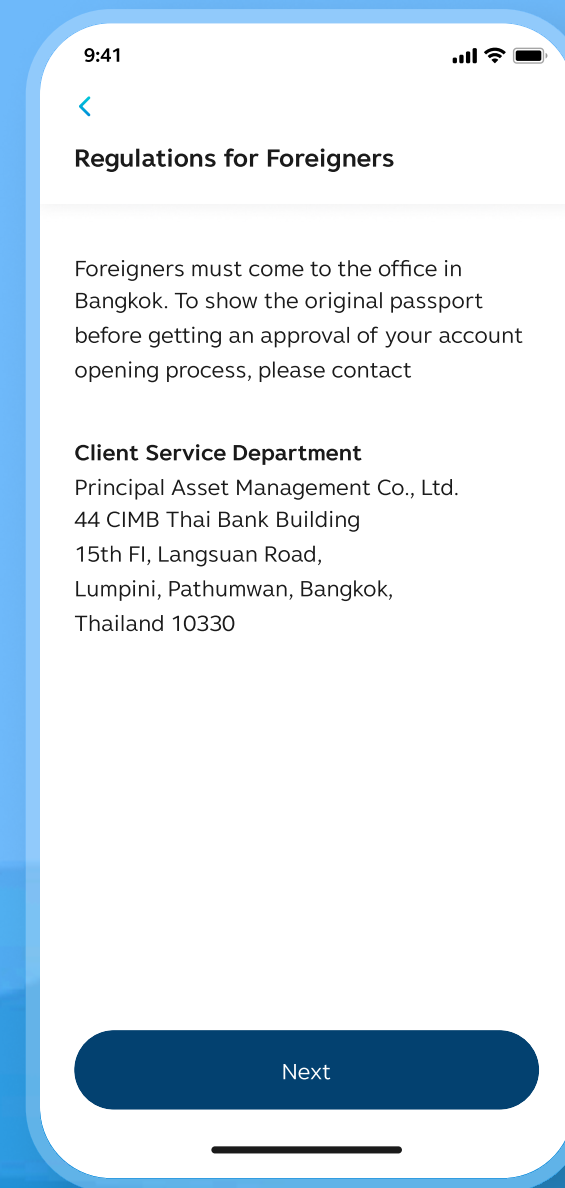 9:41
Regulations for Foreigners
Foreigners must come to the office in
Bangkok. To show the original passport
before getting an approval of your account
opening process, please contact
Client Service Department
Principal Asset Management Co., Ltd.
44 CIMB Thai Bank Building
15th FI, Langsuan Road,
Lumpini, Pathumwan, Bangkok,
Thailand 10330
Next